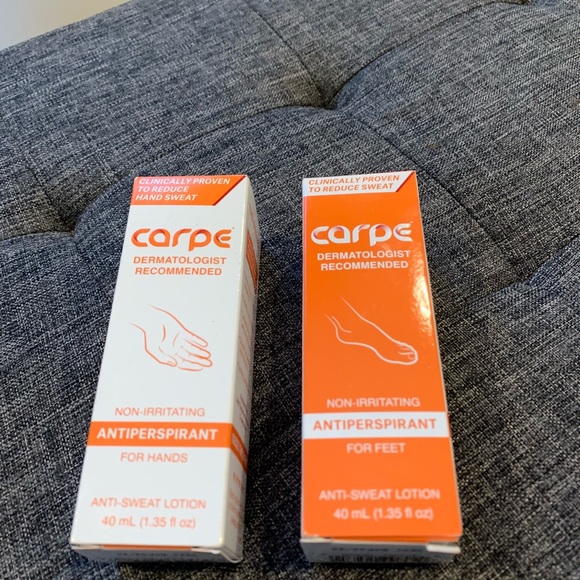 CLINICALLY PROVEN
TO REDUCE
HAND SWEAT
carpe
DERMATOLOGIST
RECOMMENDED
NON-IRRITATING
ANTIPERSPIRANT
FOR HANDS
ANTI-SWEAT LOTION
40 mL (1.35 fl oz)
CLINICALLY PROVEN
TO REDUCE SWEAT
carpe
DERMATOLOGIST
RECOMMENDED
NON-IRRITATING
ANTIPERSPIRANT
FOR FEET
ANTI-SWEAT LOTION
40 mL (1.35 fl oz)